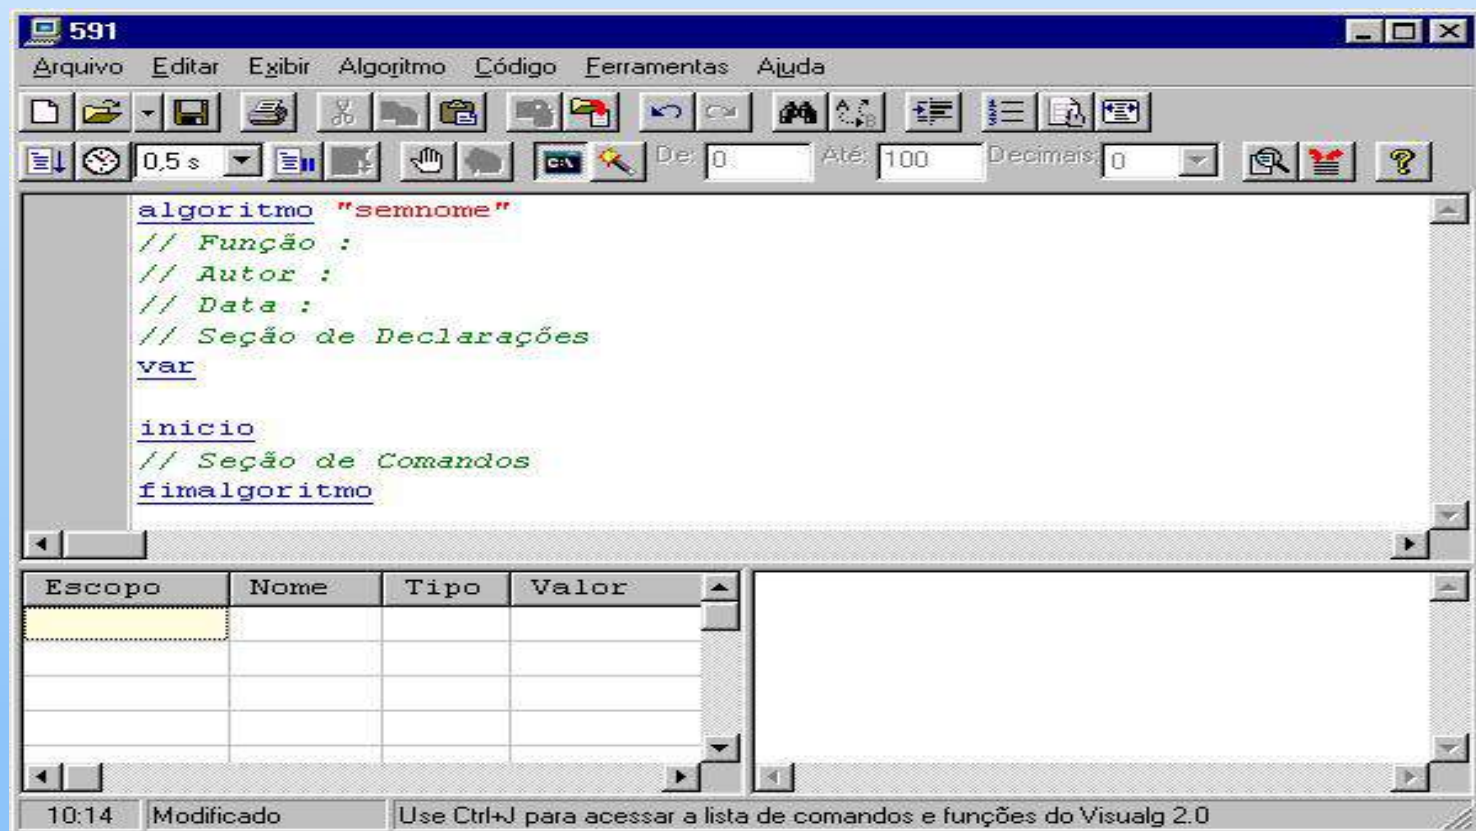 591
Arquivo Editar Exibir Algoritmo Código Ferramentas Ajuda
0,5 s De: 0 Até: 100 Decimais: 0
algoritmo "semnome"
// Função :
// Autor :
// Data :
// Seção de Declarações
var
inicio
// Seção de Comandos
fimalgoritmo
Escopo Nome Tipo Valor
10:14 Modificado Use Ctrl+J para acessar a lista de comandos e funções do Visualg 2.0